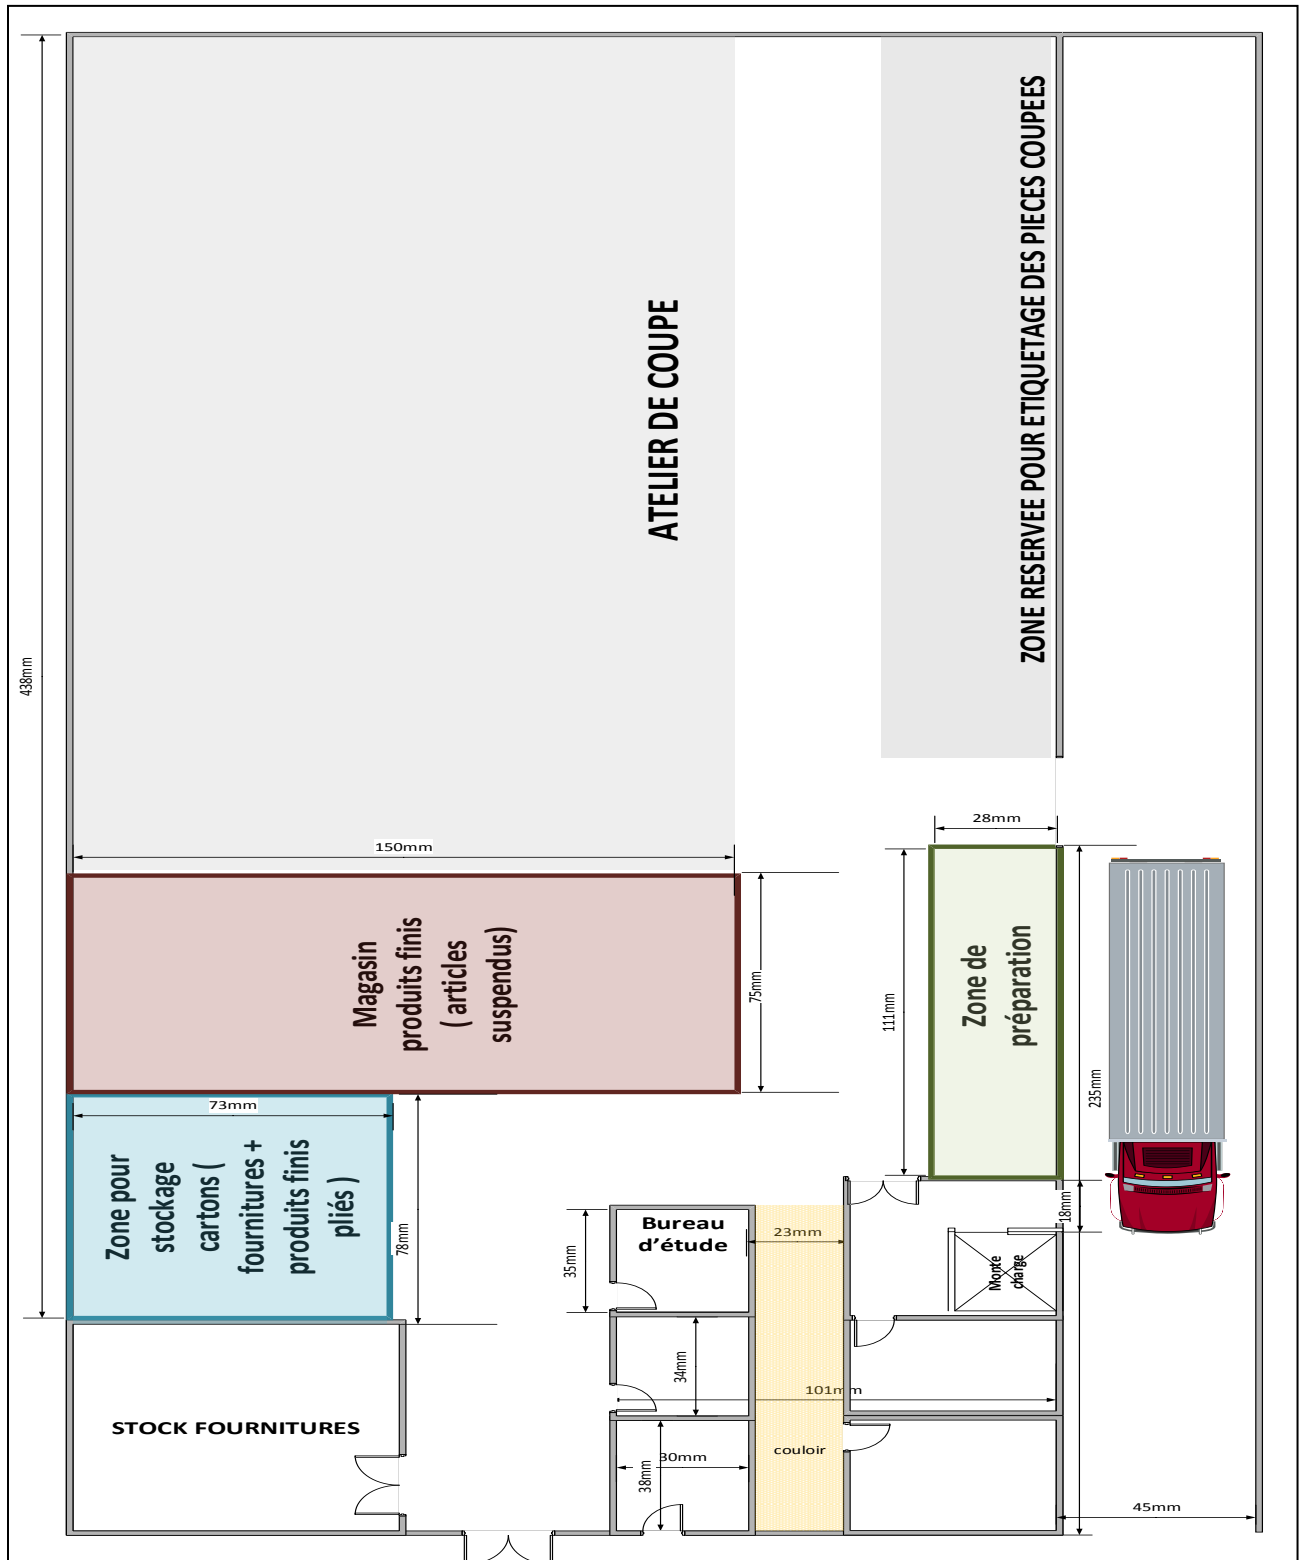 ATELIER DE COUPE
ZONE RESERVEE POUR ETIQUETAGE DES PIECES COUPEES
438mm
150mm
28mm
Magasin
produits finis
( articles
suspendus)
75mm
111mm
Zone de
préparation
235mm
73mm
Zone pour
stockage
cartons (
fournitures +
produits finis
pliés )
78mm
Bureau
d’étude
35mm
23mm
18mm
Monte
charge
34mm
101mm
STOCK FOURNITURES
couloir
30mm
38mm
45mm